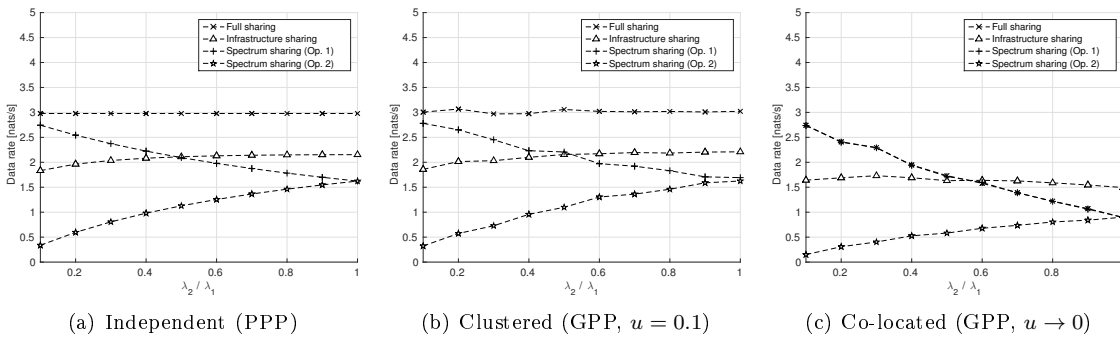 5
4.5
4
3.5
3
2.5
2
1.5
1
0.5
0
Data rate [nats/s]
Full sharing
Infrastructure sharing
Spectrum sharing (Op. 1)
Spectrum sharing (Op. 2)
0.2 0.4 0.6 0.8 1
λ2 / λ1
(a) Independent (PPP)
5
4.5
4
3.5
3
2.5
2
1.5
1
0.5
0
Data rate [nats/s]
Full sharing
Infrastructure sharing
Spectrum sharing (Op. 1)
Spectrum sharing (Op. 2)
0.2 0.4 0.6 0.8 1
λ2 / λ1
(b) Clustered (GPP, u = 0.1)
5
4.5
4
3.5
3
2.5
2
1.5
1
0.5
0
Data rate [nats/s]
Full sharing
Infrastructure sharing
Spectrum sharing (Op. 1)
Spectrum sharing (Op. 2)
0.2 0.4 0.6 0.8
λ2 / λ1
(c) Co-located (GPP, u → 0)